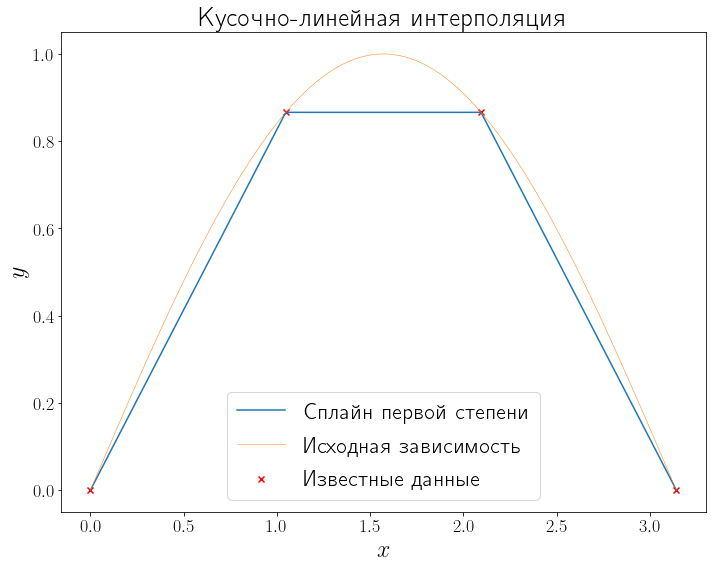 Кусочно-линейная интерполяция
1.0
0.8
0.6
0.4
0.2
0.0
y
Сплайн первой степени
Исходная зависимость
Известные данные
0.0 0.5 1.0 1.5 2.0 2.5 3.0
x